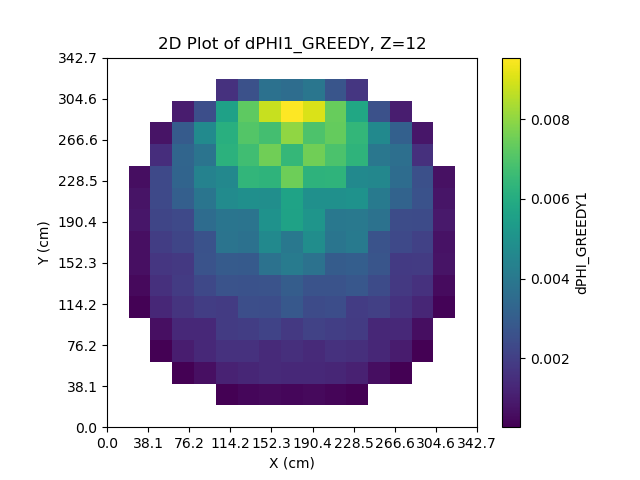 2D Plot of dPHI1_GREEDY, Z=12
342.7
304.6
266.6
228.5
190.4
152.3
114.2
76.2
38.1
0.0
Y (cm)
0.0 38.1 76.2 114.2 152.3 190.4 228.5 266.6 304.6 342.7
X (cm)
0.008
0.006
0.004
0.002
dPHI_GREEDY1